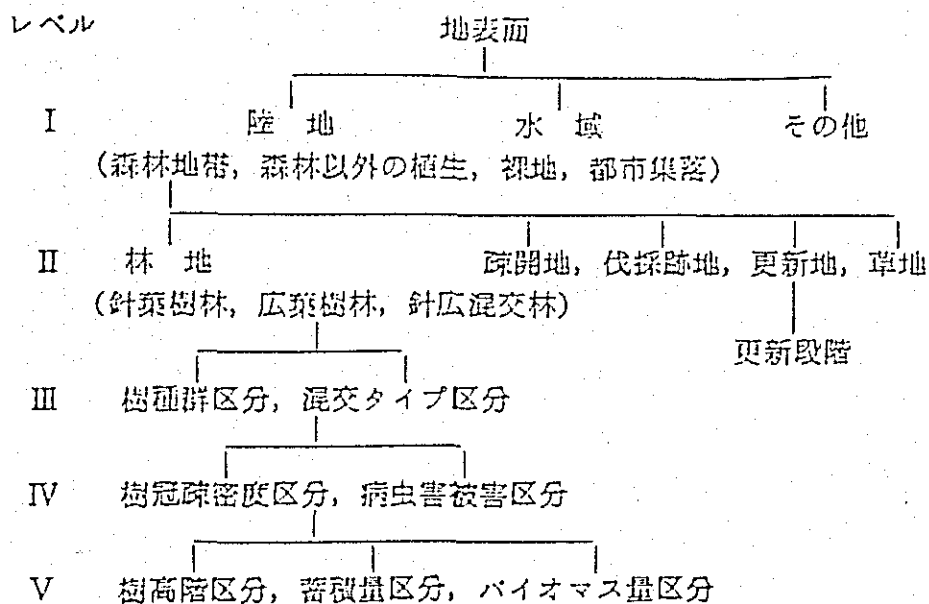 レベル 地表面
I 陸 地 水 域 その他
(森林地帯, 森林以外の植生, 裸地, 都市集落)
II 林 地 疎開地, 伐採跡地, 更新地, 草地
(針葉樹林, 広葉樹林, 針広混交林)
更新段階
III 樹種群区分, 混交タイプ区分
IV 樹冠疎密度区分, 病虫害被害区分
V 樹高階区分, 蓄積量区分, バイオマス量区分